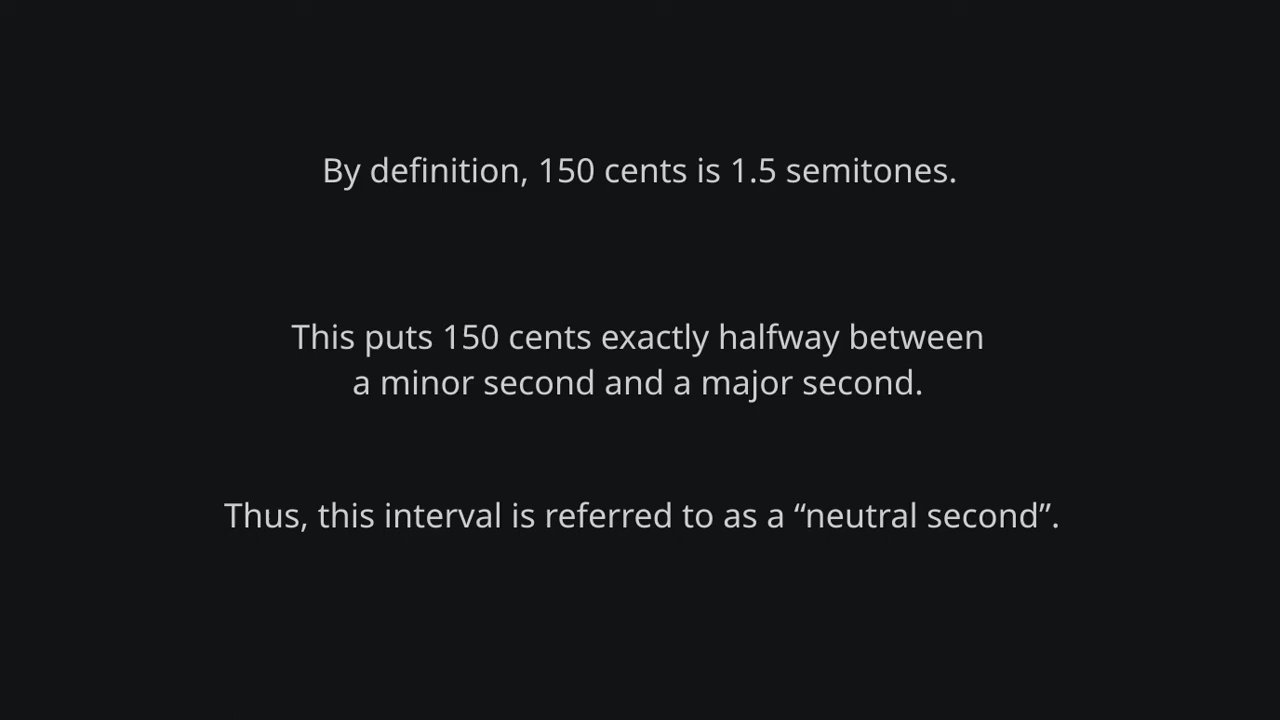 By definition, 150 cents is 1.5 semitones.
This puts 150 cents exactly halfway between
a minor second and a major second.
Thus, this interval is referred to as a “neutral second”.